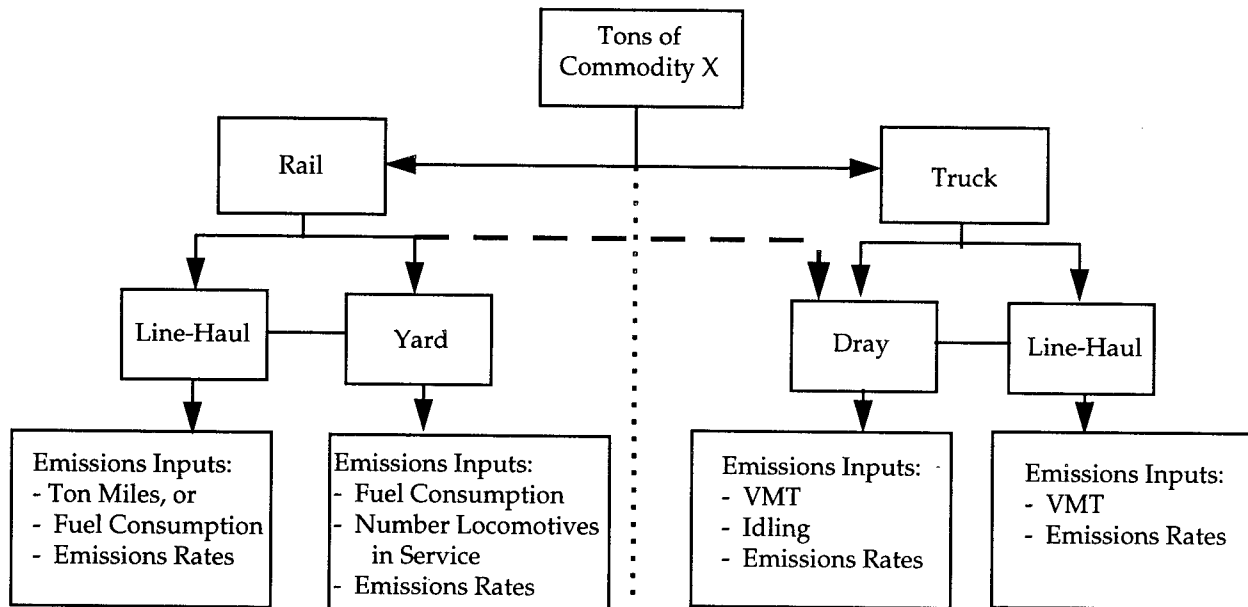 Tons of
Commodity X
Rail
Truck
Line-Haul
Yard
Dray
Line-Haul
Emissions Inputs:
- Ton Miles, or
- Fuel Consumption
- Emissions Rates
Emissions Inputs:
- Fuel Consumption
- Number Locomotives
in Service
- Emissions Rates
Emissions Inputs:
- VMT
- Idling
- Emissions Rates
Emissions Inputs:
- VMT
- Emissions Rates